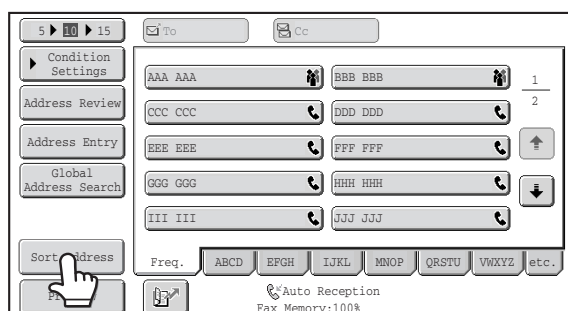 5 10 15
To
Cc
Condition
Settings
Address Review
Address Entry
Global
Address Search
Sort Address
AAA AAA
BBB BBB
CCC CCC
DDD DDD
EEE EEE
FFF FFF
GGG GGG
HHH HHH
III III
JJJ JJJ
1
2
Freq.
ABCD
EFGH
IJKL
MNOP
QRSTU
VWXYZ
etc.
Auto Reception
Fax Memory:100%